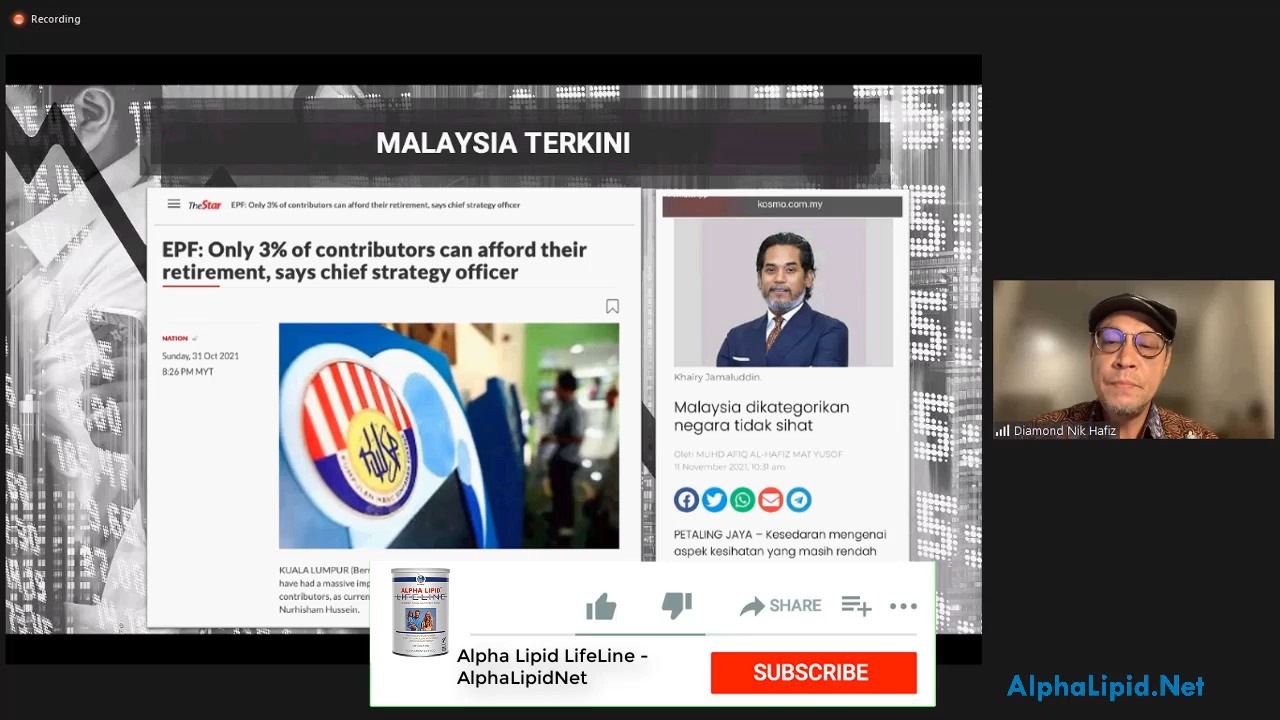 Recording
MALAYSIA TERKINI
TheStar
EPF: Only 3% of contributors can afford their retirement, says chief strategy officer
EPF: Only 3% of contributors can afford their
retirement, says chief strategy officer
NATION
Sunday, 31 Oct 2021
8:26 PM MYT
KUALA LUMPUR
have had a massive
contributors, as
Nurhisham Hussein.
kosmo.com.my
Khairy Jamaluddin.
Malaysia dikategorikan
negara tidak sihat
Oleh MUHD AFIQ AL-HAFIZ MAT YUSOF
11 November 2021, 10:31 am
PETALING JAYA – Kesedaran mengenai
aspek kesihatan yang masih rendah
Diamond Nik Hafiz
ALPHA LIPID
LIFELINE
SHARE
Alpha Lipid LifeLine -
AlphaLipidNet
SUBSCRIBE
AlphaLipid.Net